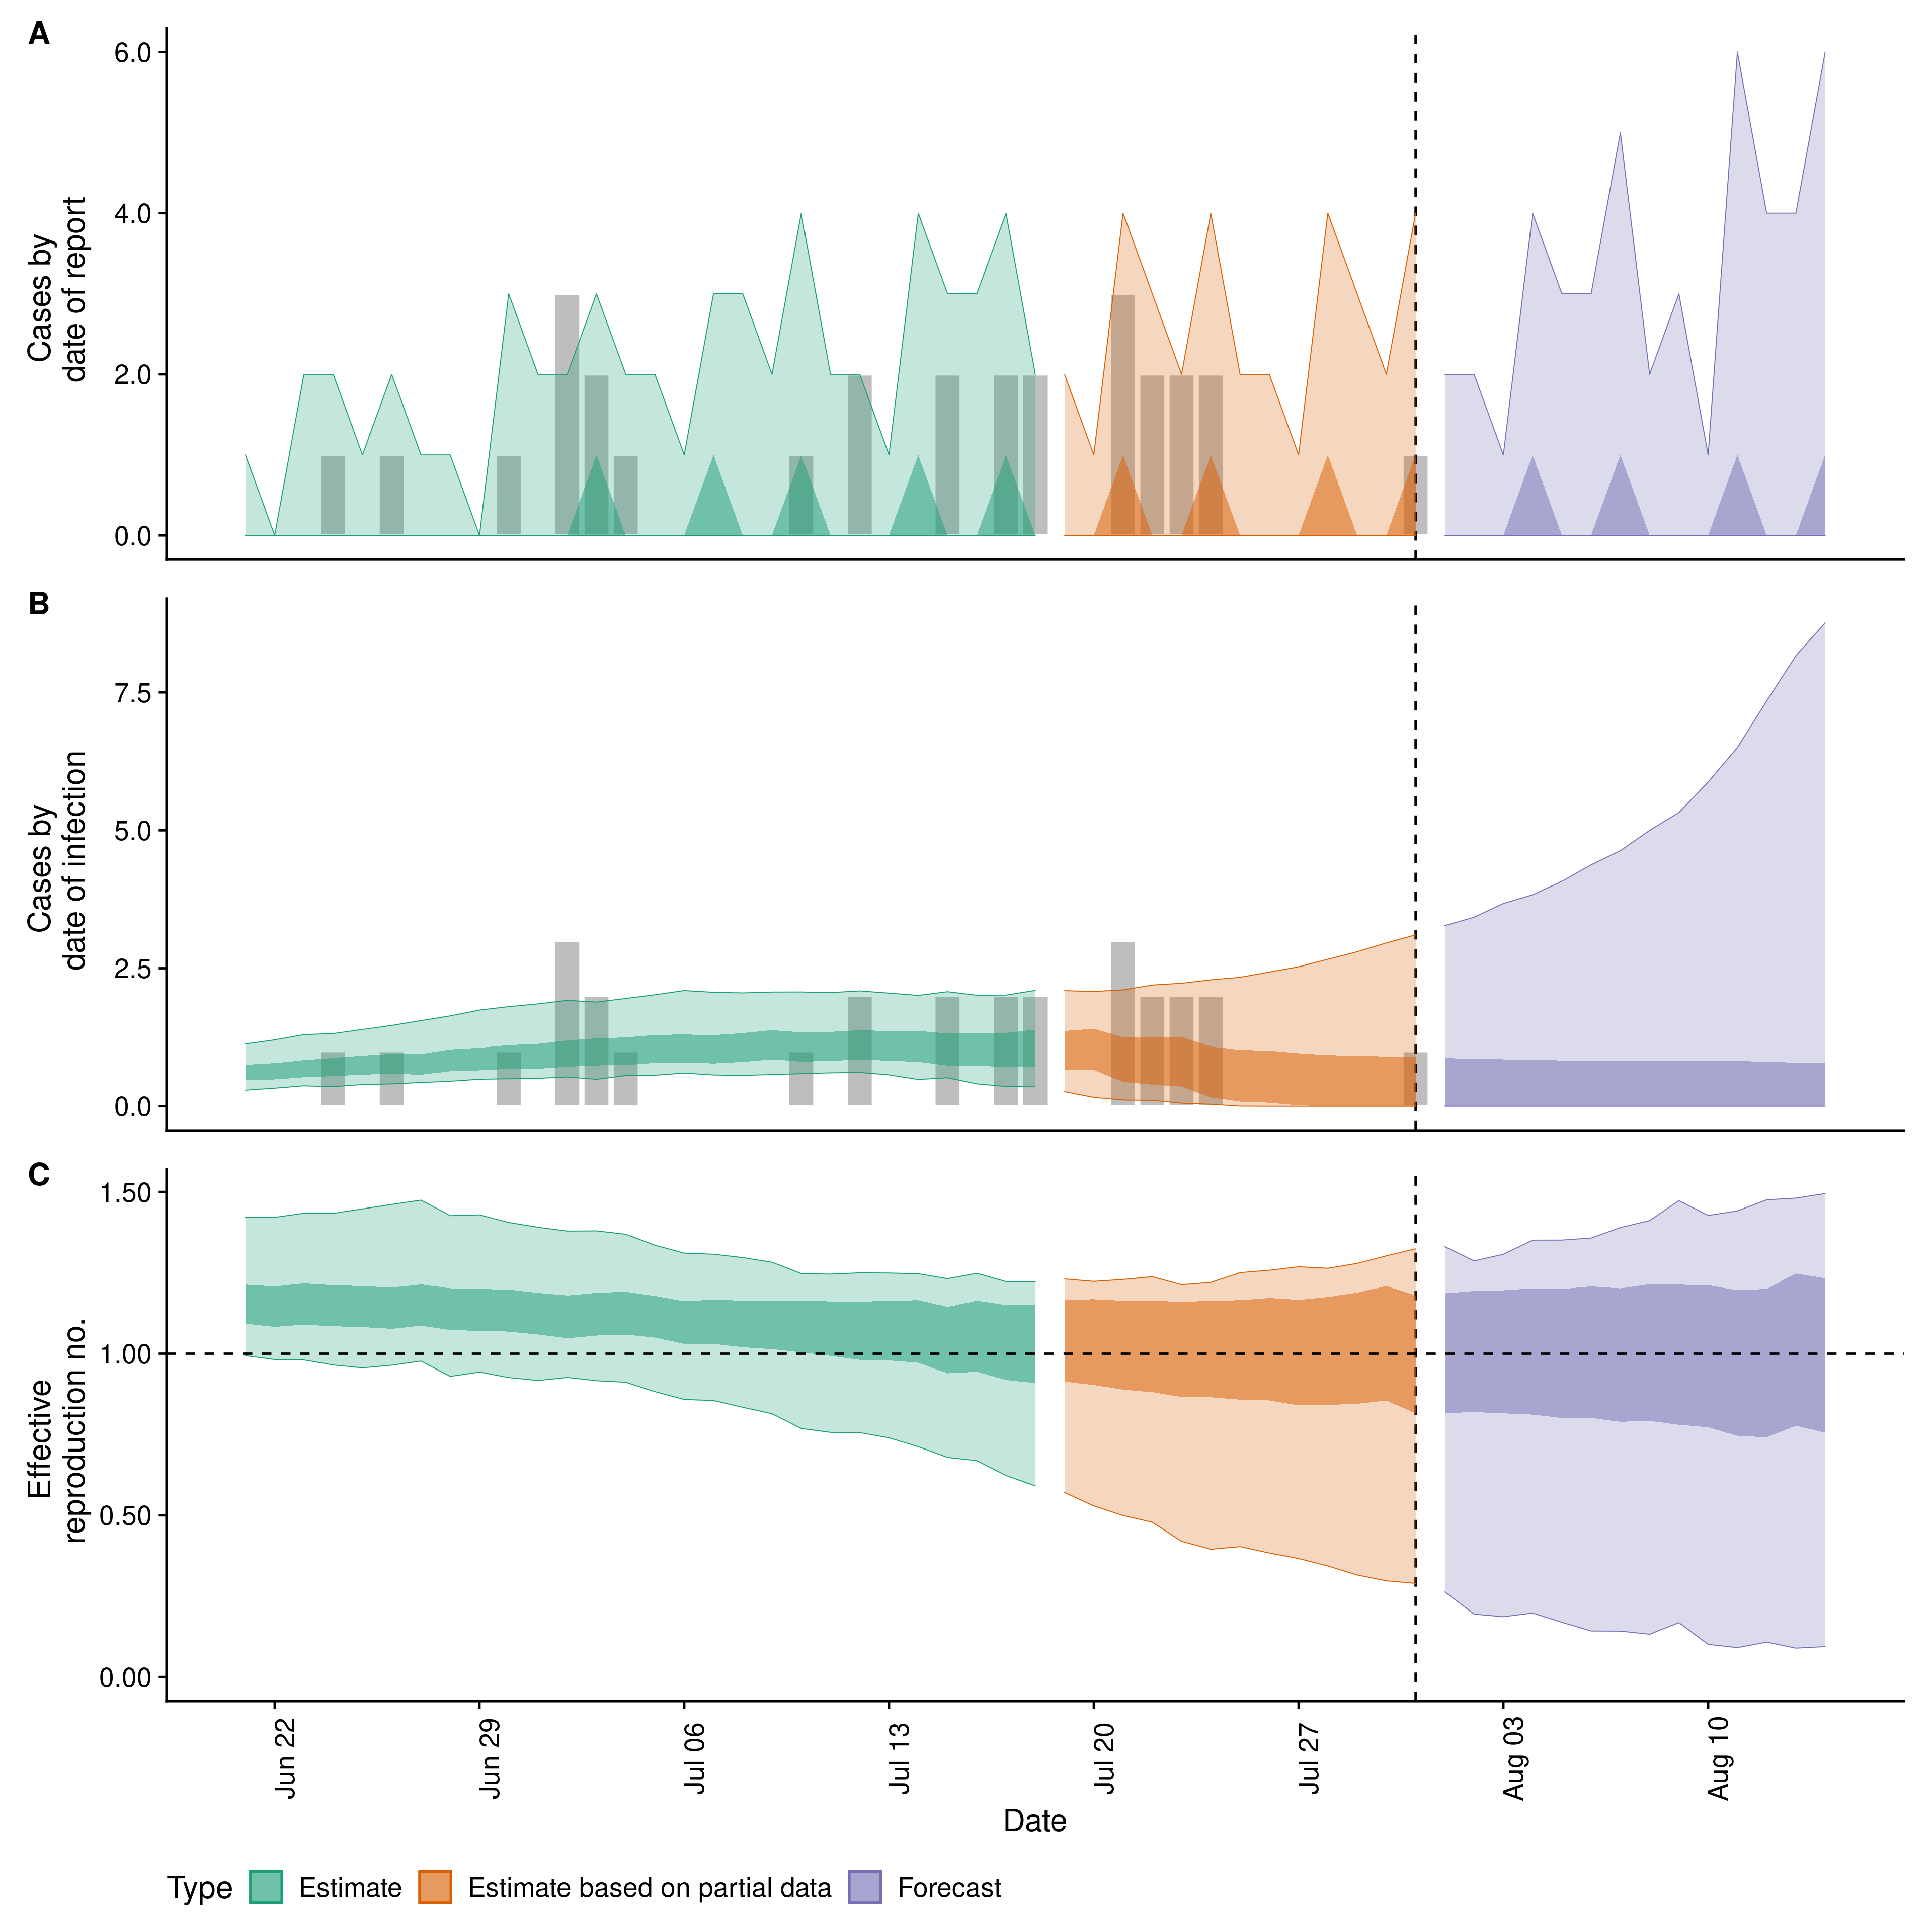 A
6.0
4.0
2.0
0.0
Cases by
date of report
B
7.5
5.0
2.5
0.0
Cases by
date of infection
C
1.50
1.00
0.50
0.00
Effective
reproduction no.
Jun 22
Jun 29
Jul 06
Jul 13
Jul 20
Jul 27
Aug 03
Aug 10
Date
Type Estimate Estimate based on partial data Forecast